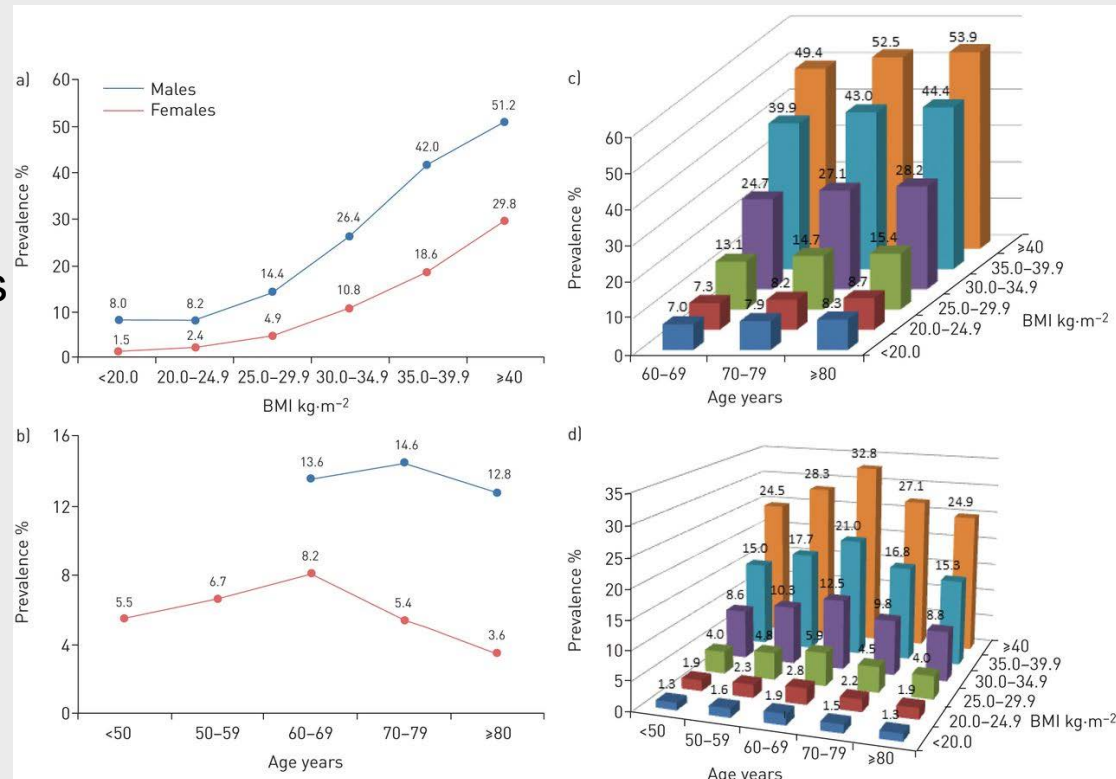 s
a)
Prevalence %
60
50
40
30
20
10
0
Males
Females
8.0
8.2
14.4
26.4
42.0
51.2
1.5
2.4
4.9
10.8
18.6
29.8
<20.0 20.0–24.9 25.0–29.9 30.0–34.9 35.0–39.9 ≥40
BMI kg·m–2
b)
Prevalence %
16
12
8
4
0
13.6
14.6
12.8
5.5
6.7
8.2
5.4
3.6
<50 50–59 60–69 70–79 ≥80
Age years
c)
Prevalence %
60
50
40
30
20
10
0
49.4 52.5 53.9
39.9 43.0 44.4
24.7 27.1 28.2
13.1 14.7 15.4
7.3 8.2 8.7
7.0 7.9 8.3
60–69 70–79 ≥80
Age years
≥40
35.0–39.9
30.0–34.9
25.0–29.9
20.0–24.9
<20.0
BMI kg·m–2
d)
Prevalence %
35
30
25
20
15
10
5
0
24.5 28.3 32.8 27.1 24.9
15.0 17.7 21.0 16.8 15.3
8.6 10.3 12.5 9.8 8.8
4.0 4.8 5.9 4.5 4.0
1.9 2.3 2.8 2.2 1.9
1.3 1.6 1.9 1.5 1.3
<50 50–59 60–69 70–79 ≥80
Age years
≥40
35.0–39.9
30.0–34.9
25.0–29.9
20.0–24.9
<20.0
BMI kg·m–2